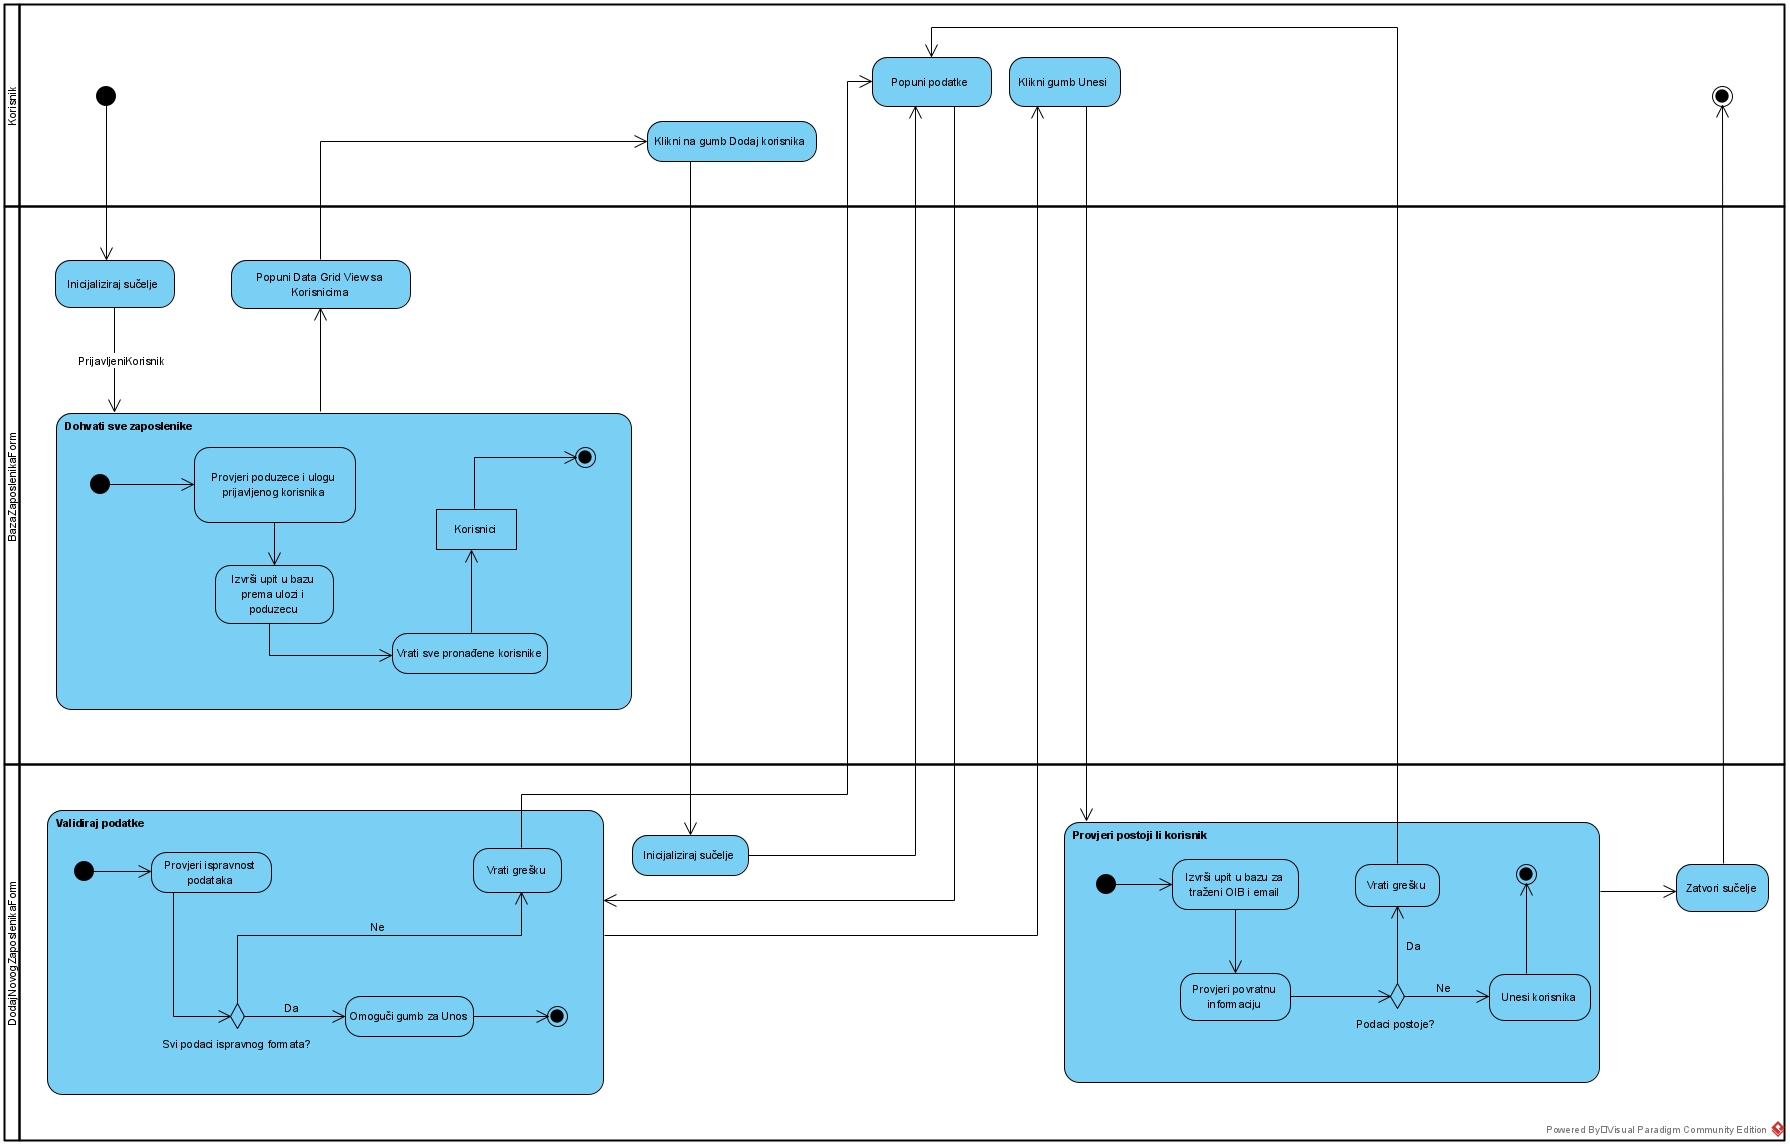 Korisnik
Popuni podatke
Klikni gumb Unesi
Klikni na gumb Dodaj korisnika
BazaZaposlenikaForm
Inicijaliziraj sučelje
Popuni Data Grid View sa
Korisnicima
PrijavljeniKorisnik
Dohvati sve zaposlenike
Provjeri poduzece i ulogu
prijavljenog korisnika
Korisnici
Izvrši upit u bazu
prema ulozi i
poduzecu
Vrati sve pronađene korisnike
DodajNovogZaposlenikaForm
Validiraj podatke
Provjeri ispravnost
podataka
Vrati grešku
Ne
Da
Omoguči gumb za Unos
Svi podaci ispravnog formata?
Inicijaliziraj sučelje
Provjeri postoji li korisnik
Izvrši upit u bazu za
traženi OIB i email
Vrati grešku
Da
Provjeri povratnu
informaciju
Ne
Unesi korisnika
Podaci postoje?
Zatvori sučelje
Powered By Visual Paradigm Community Edition